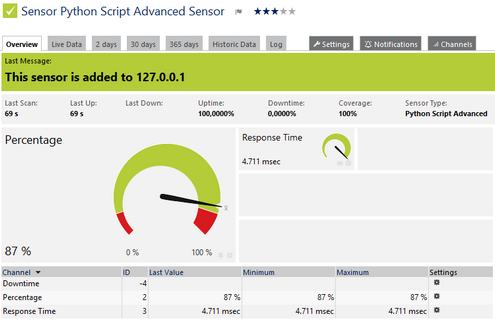 Sensor Python Script Advanced Sensor
Overview Live Data 2 days 30 days 365 days Historic Data Log Settings Notifications Channels
Last Message:
This sensor is added to 127.0.0.1
Last Scan: Last Up: Last Down: Uptime: Downtime: Coverage: Sensor Type:
69 s 69 s 100,0000% 0,0000% 100% Python Script Advanced
Percentage
Response Time
4.711 msec
87 %
0 % 100 %
Channel ID Last Value Minimum Maximum Settings
Downtime -4
Percentage 2 87 % 87 % 87 %
Response Time 3 4.711 msec 4.711 msec 4.711 msec